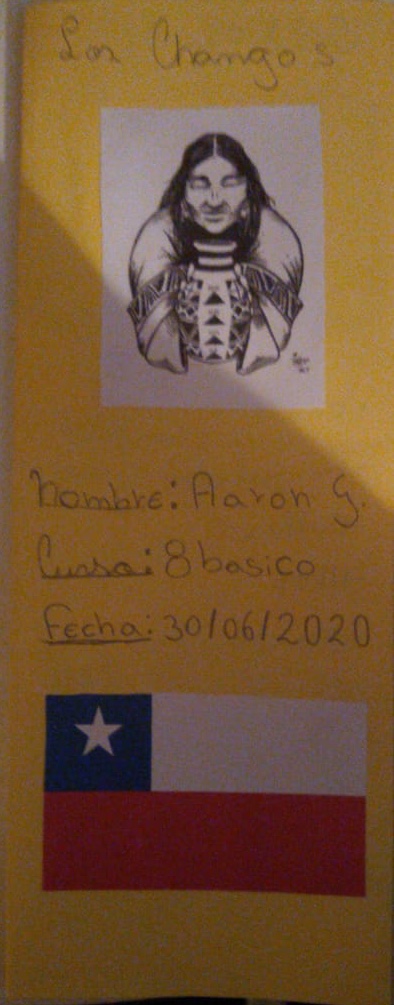 Los Changos
Nombre: Aaron G.
Curso: 8 basico
Fecha: 30/06/2020